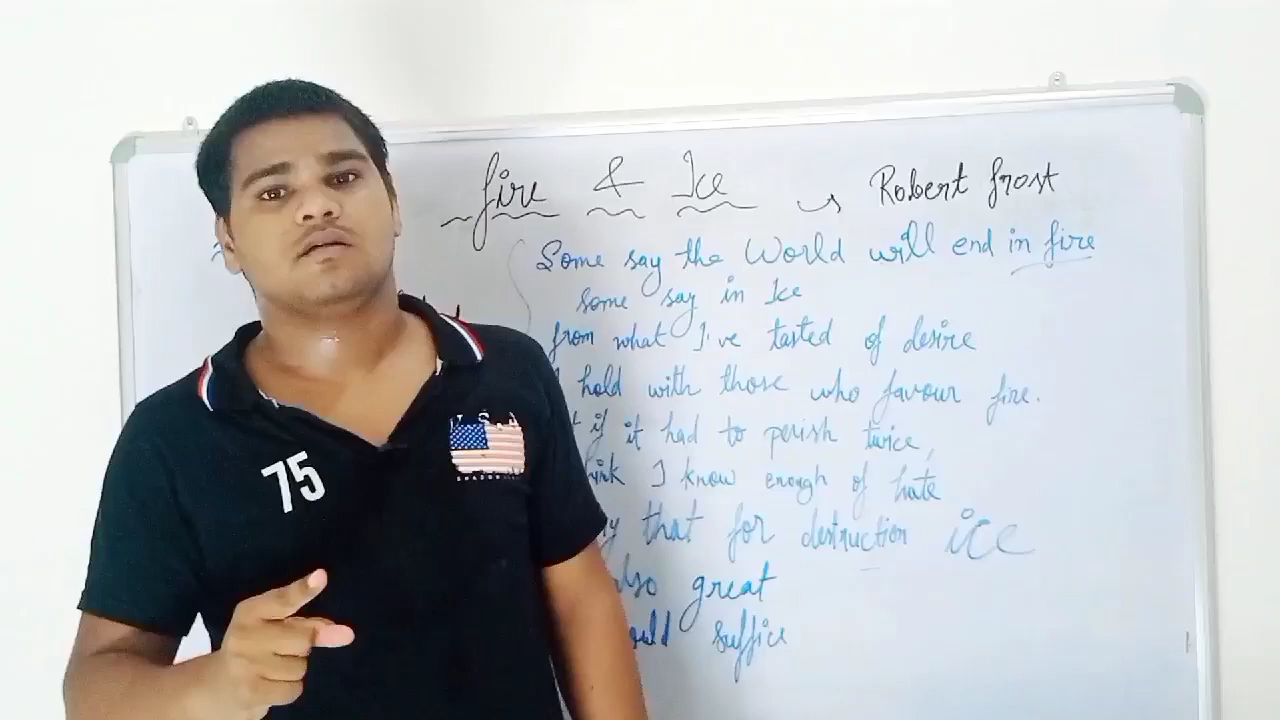 fire & Ice → Robert frost
Some say the World will end in fire
some say in Ice
from what I've tasted of desire
hold with those who favour fire.
if it had to perish twice,
I know enough of hate
that for destruction ice
great
suffice
75
USA